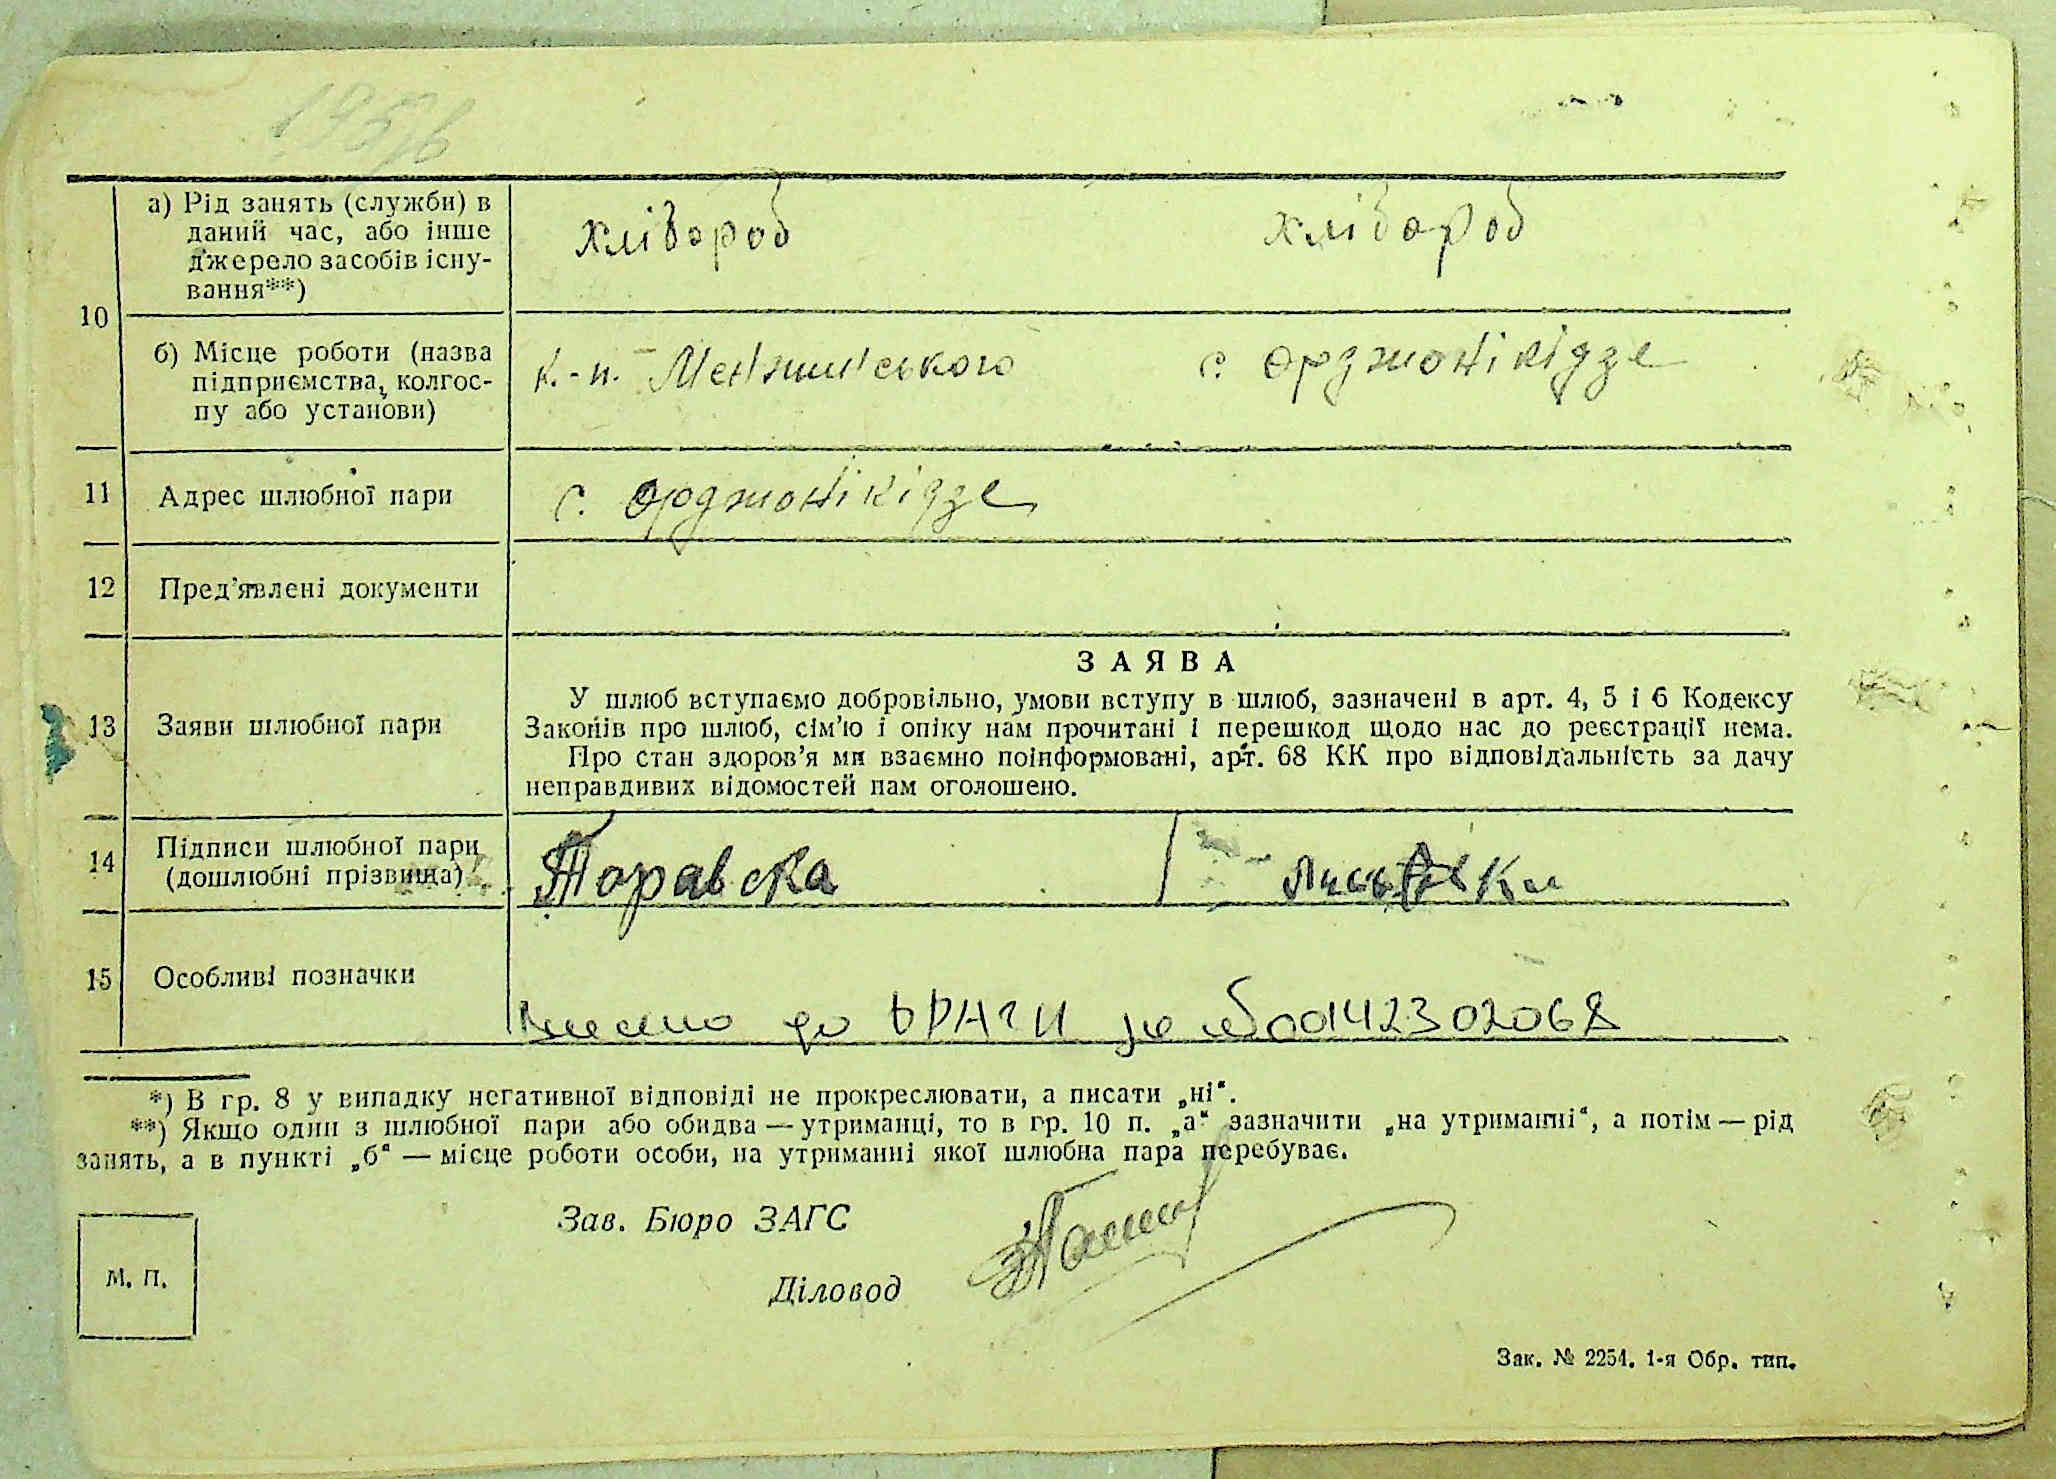 а) Рід занять (служби) в
даний час, або інше
джерело засобів існу-
вання**)
хлібороб хлібороб
10
б) Місце роботи (назва
підприємства, колгос-
пу або установи)
к.-п. Менжинського с. Орджонікідзе
11 Адрес шлюбної пари с. Орджонікідзе
12 Пред'явлені документи
ЗАЯВА
13 Заяви шлюбної пари
У шлюб вступаємо добровільно, умови вступу в шлюб, зазначені в арт. 4, 5 і 6 Кодексу
Законів про шлюб, сім'ю і опіку нам прочитані і перешкод щодо нас до реєстрації нема.
Про стан здоров'я ми взаємно поінформовані, арт. 68 КК про відповідальність за дачу
неправдивих відомостей нам оголошено.
14 Підписи шлюбної пари
(дошлюбні прізвища)
15 Особливі позначки
внесено до ДРАГИ за №00142302068
*) В гр. 8 у випадку негативної відповіді не прокреслювати, а писати „ні“.
**) Якщо один з шлюбної пари або обидва — утриманці, то в гр. 10 п. „а“ зазначити „на утриманні“, а потім — рід
занять, а в пункті „б“ — місце роботи особи, на утриманні якої шлюбна пара перебуває.
Зав. Бюро ЗАГС
М. П.
Діловод
Зак. № 2254. 1-я Обр. тип.